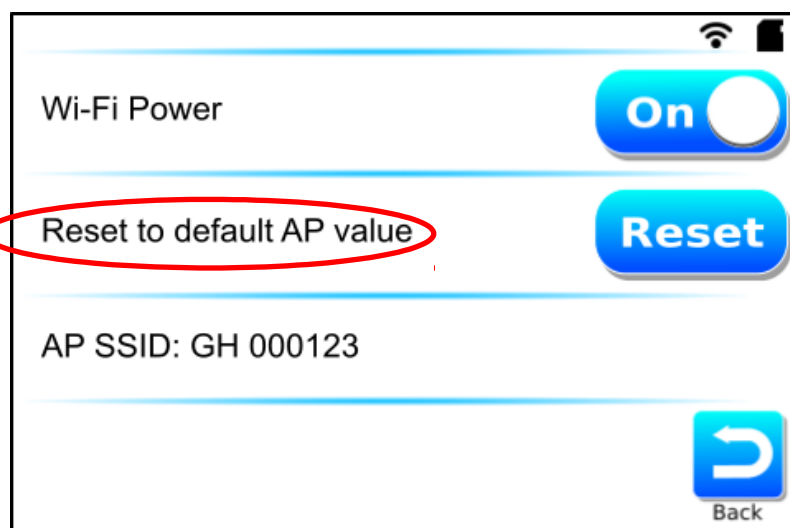 Wi-Fi Power
On
Reset to default AP value
Reset
AP SSID: GH 000123
Back